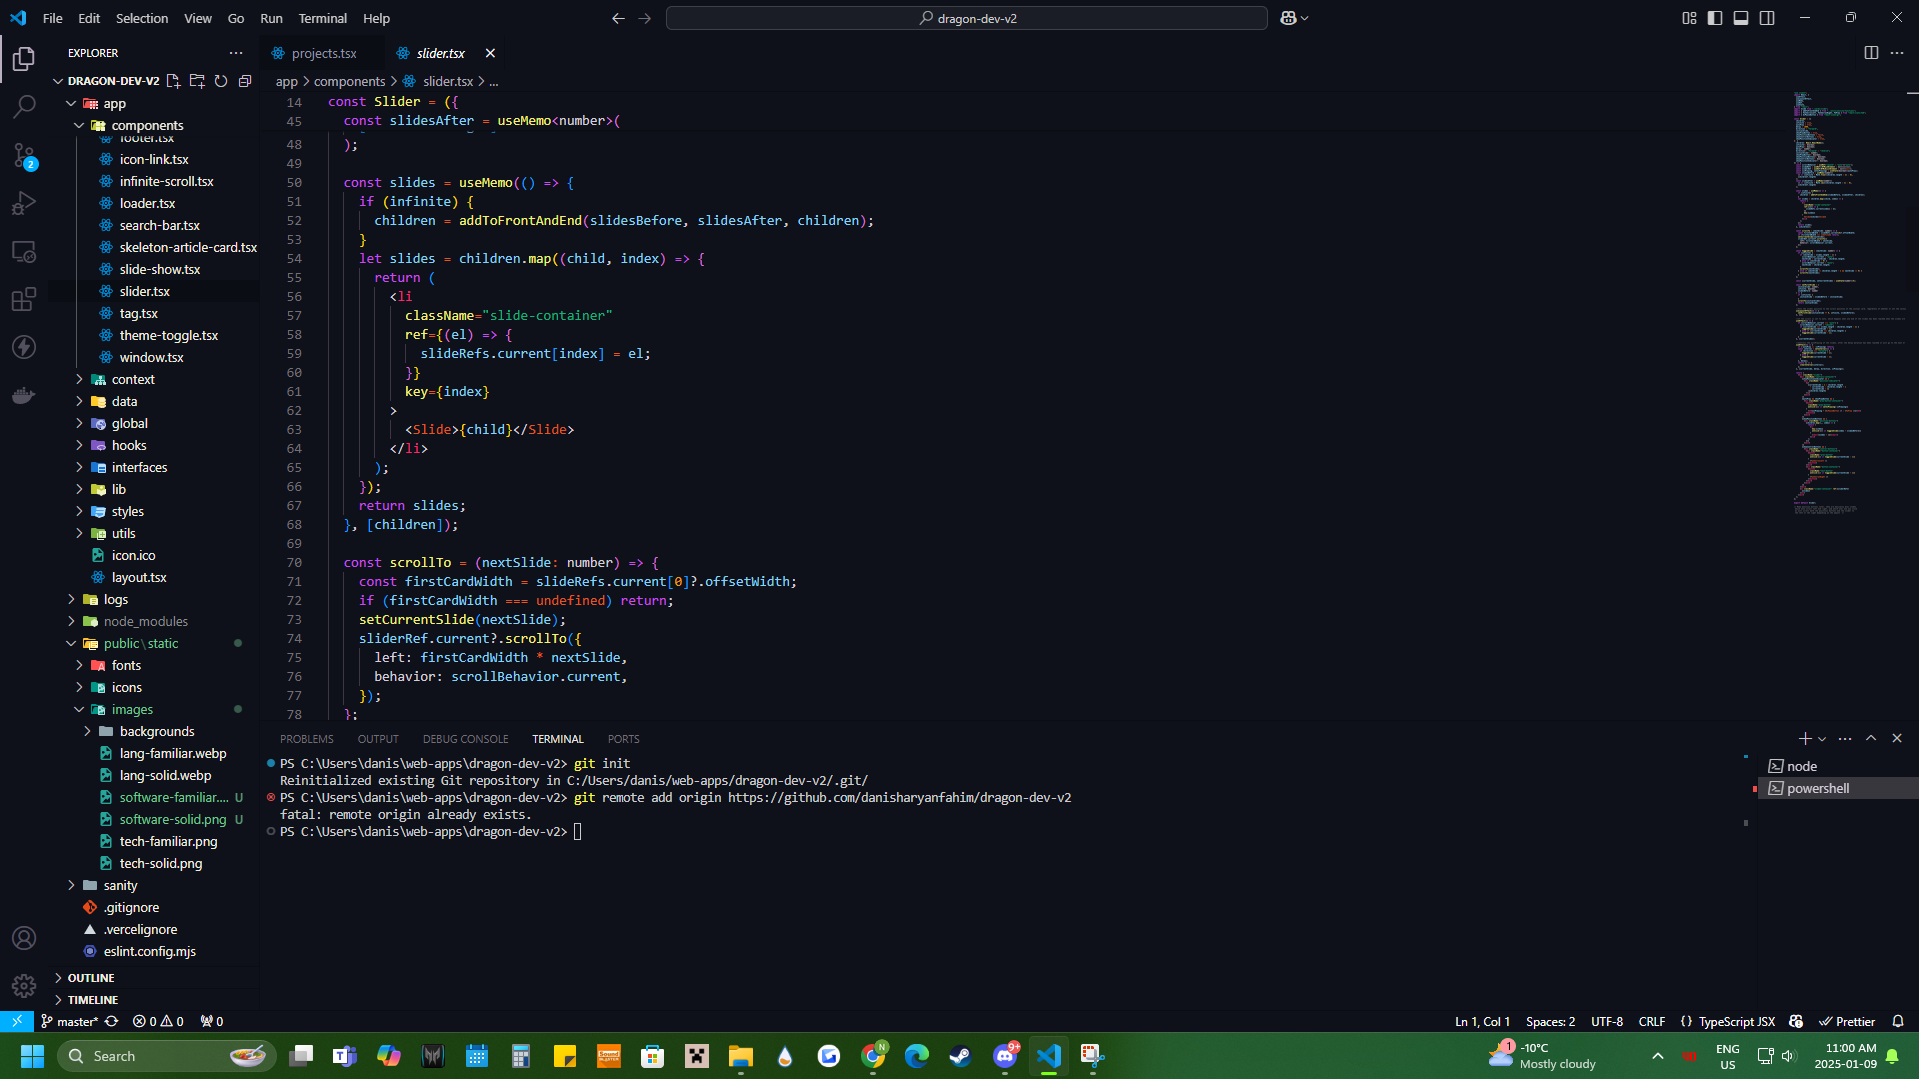 File Edit Selection View Go Run Terminal Help
dragon-dev-v2
EXPLORER
DRAGON-DEV-V2
app
components
footer.tsx
icon-link.tsx
infinite-scroll.tsx
loader.tsx
search-bar.tsx
skeleton-article-card.tsx
slide-show.tsx
slider.tsx
tag.tsx
theme-toggle.tsx
window.tsx
context
data
global
hooks
interfaces
lib
styles
utils
icon.ico
layout.tsx
logs
node_modules
public\static
fonts
icons
images
backgrounds
lang-familiar.webp
lang-solid.webp
software-familiar.... U
software-solid.png U
tech-familiar.png
tech-solid.png
sanity
.gitignore
.vercelignore
eslint.config.mjs
OUTLINE
TIMELINE
2
projects.tsx
slider.tsx
app > components > slider.tsx > ...
14 const Slider = ({
45 const slidesAfter = useMemo<number>(
48 );
49
50 const slides = useMemo(() => {
51 if (infinite) {
52 children = addToFrontAndEnd(slidesBefore, slidesAfter, children);
53 }
54 let slides = children.map((child, index) => {
55 return (
56 <li
57 className="slide-container"
58 ref={(el) => {
59 slideRefs.current[index] = el;
60 }}
61 key={index}
62 >
63 <Slide>{child}</Slide>
64 </li>
65 );
66 });
67 return slides;
68 }, [children]);
69
70 const scrollTo = (nextSlide: number) => {
71 const firstCardWidth = slideRefs.current[0]?.offsetWidth;
72 if (firstCardWidth === undefined) return;
73 setCurrentSlide(nextSlide);
74 sliderRef.current?.scrollTo({
75 left: firstCardWidth * nextSlide,
76 behavior: scrollBehavior.current,
77 });
78 };
PROBLEMS OUTPUT DEBUG CONSOLE TERMINAL PORTS
PS C:\Users\danis\web-apps\dragon-dev-v2> git init
Reinitialized existing Git repository in C:/Users/danis/web-apps/dragon-dev-v2/.git/
PS C:\Users\danis\web-apps\dragon-dev-v2> git remote add origin https://github.com/danisharyanfahim/dragon-dev-v2
fatal: remote origin already exists.
PS C:\Users\danis\web-apps\dragon-dev-v2>
node
powershell
master* 0 0 0
Ln 1, Col 1 Spaces: 2 UTF-8 CRLF {} TypeScript JSX Prettier
Search
N
9+
1
-10°C
Mostly cloudy
ENG
US
11:00 AM
2025-01-09